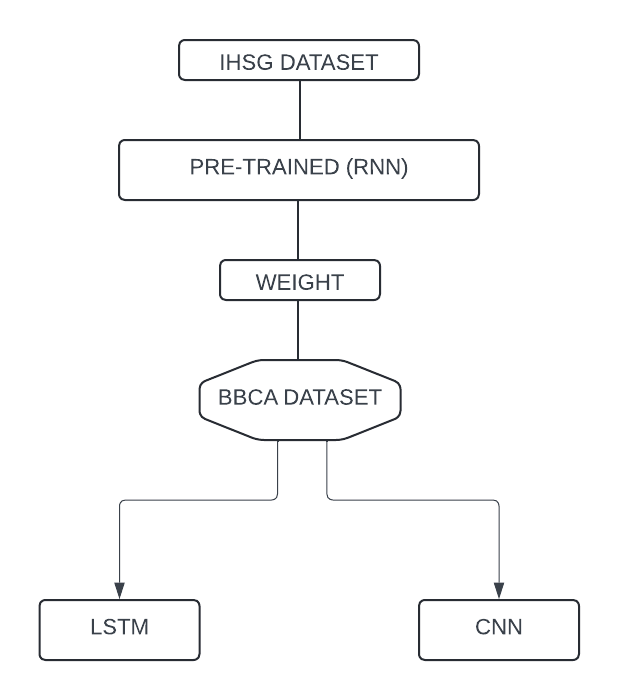 IHSG DATASET
PRE-TRAINED (RNN)
WEIGHT
BBCA DATASET
LSTM
CNN